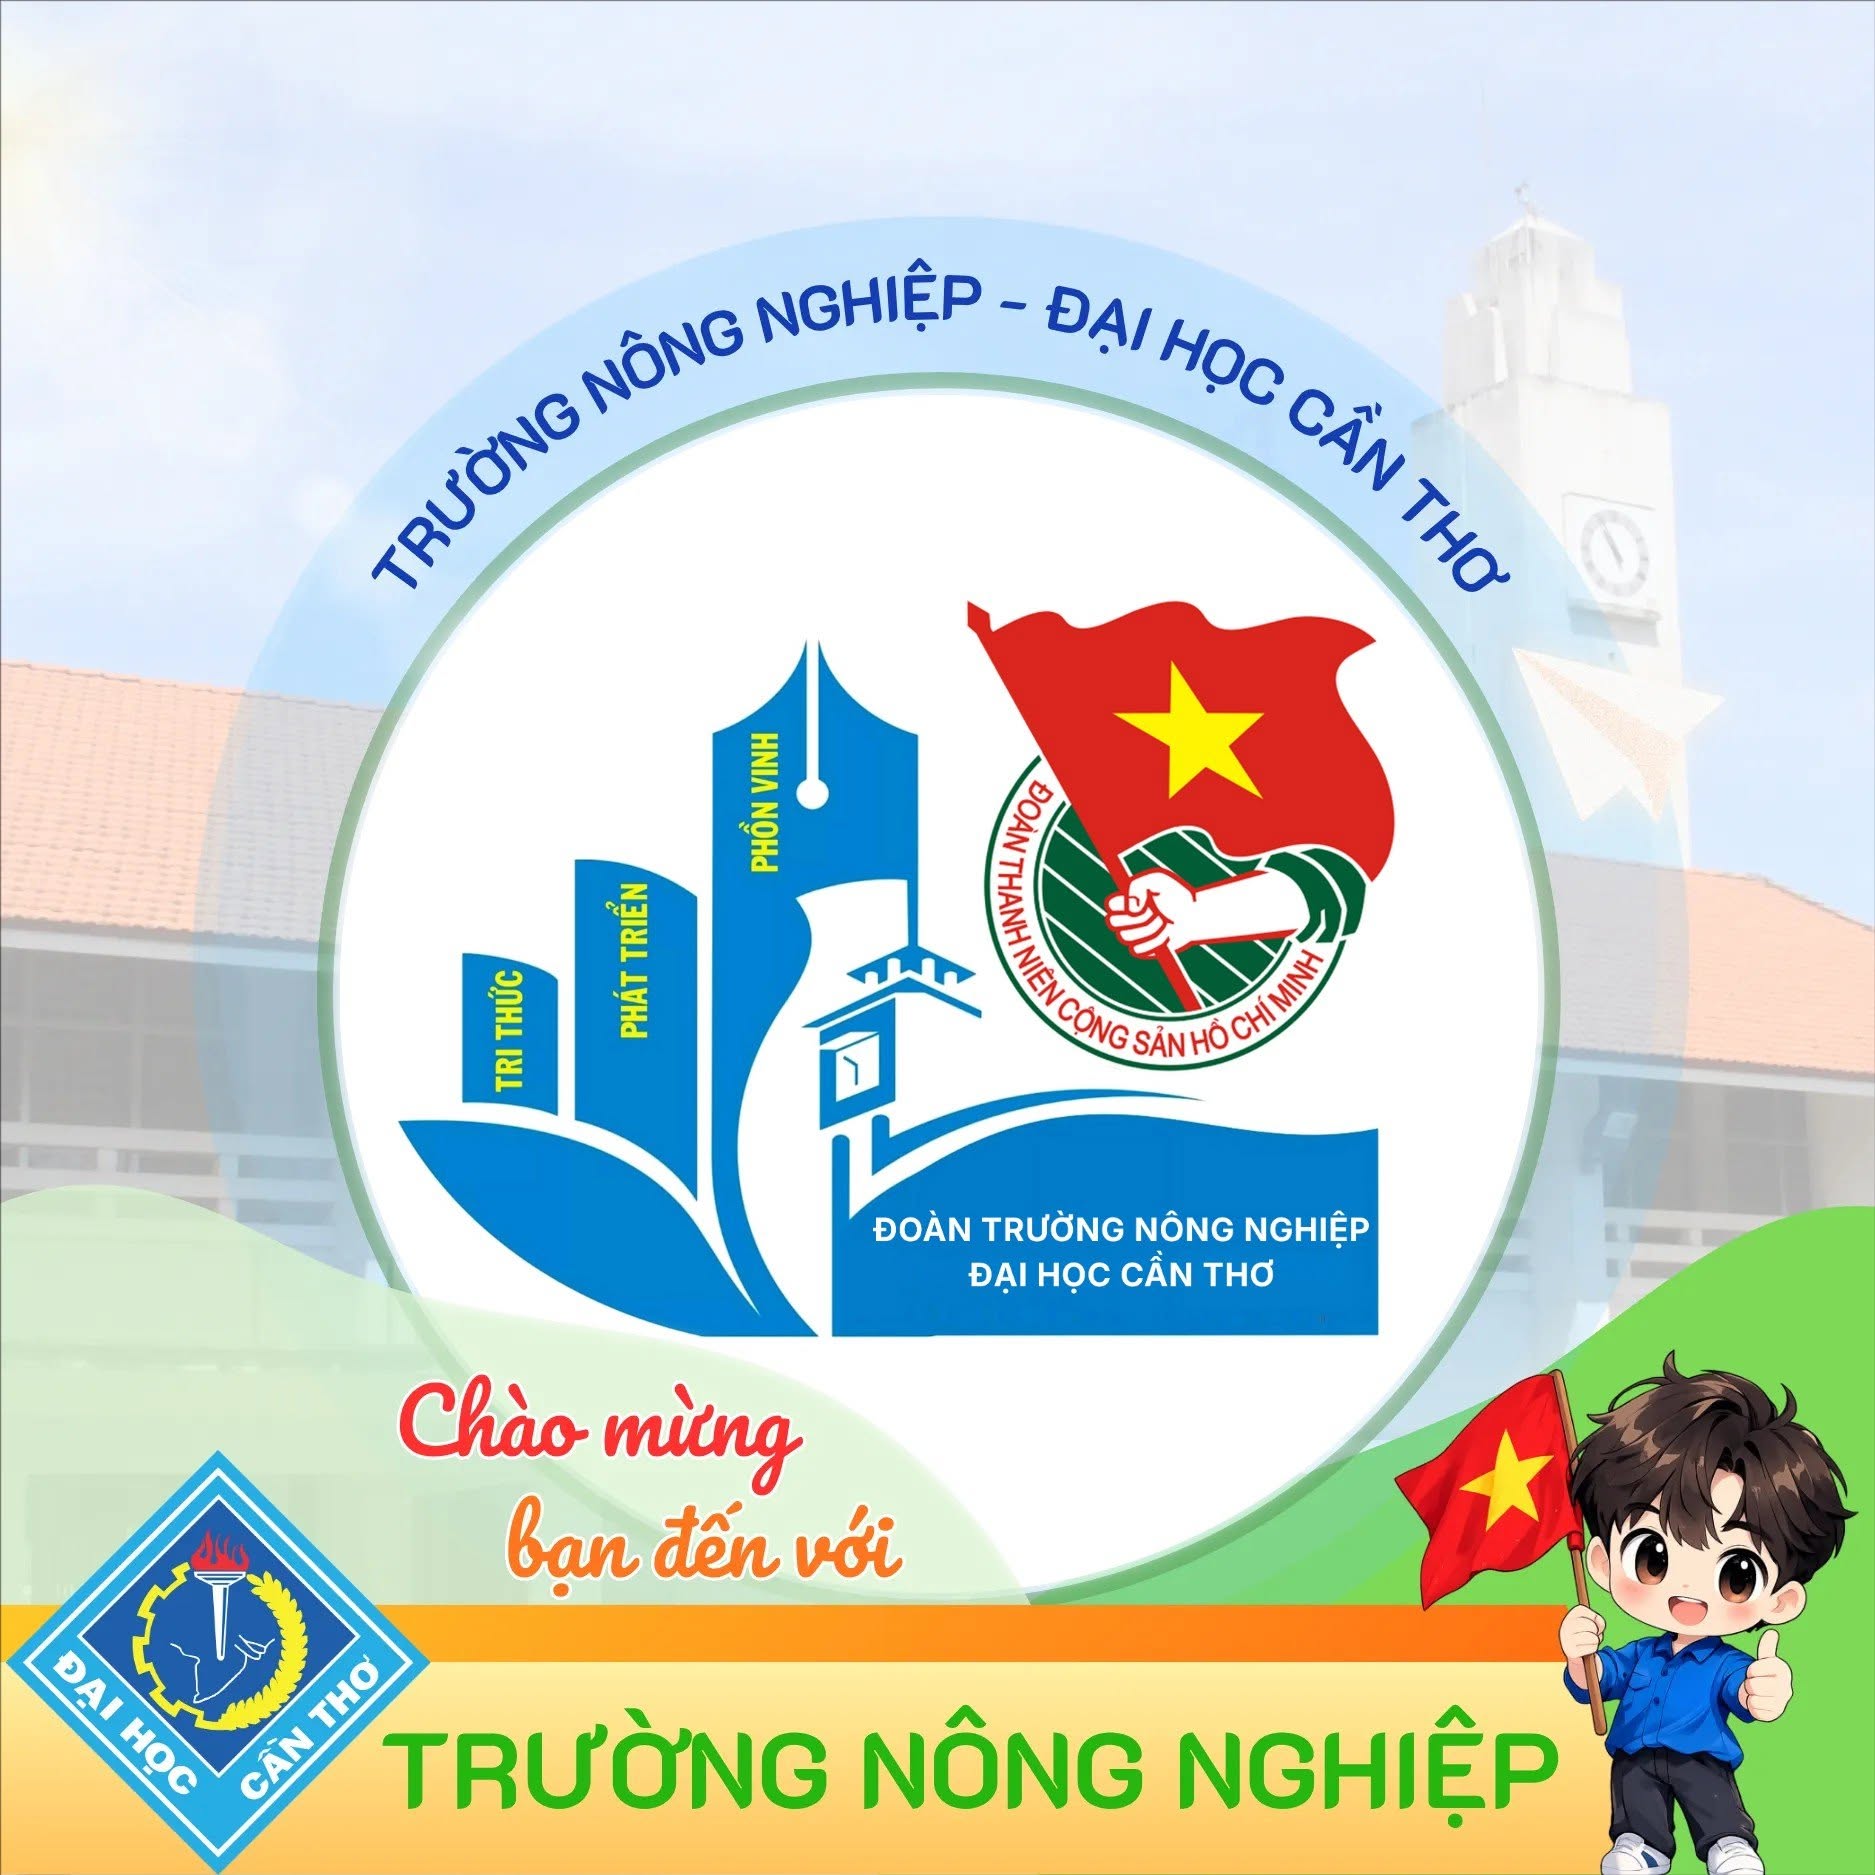 TRƯỜNG NÔNG NGHIỆP - ĐẠI HỌC CẦN THƠ
TRI THỨC
PHÁT TRIỂN
PHỒN VINH
ĐOÀN THANH NIÊN CỘNG SẢN HỒ CHÍ MINH
ĐOÀN TRƯỜNG NÔNG NGHIỆP
ĐẠI HỌC CẦN THƠ
Chào mừng
bạn đến với
ĐẠI HỌC
CẦN THƠ
TRƯỜNG NÔNG NGHIỆP